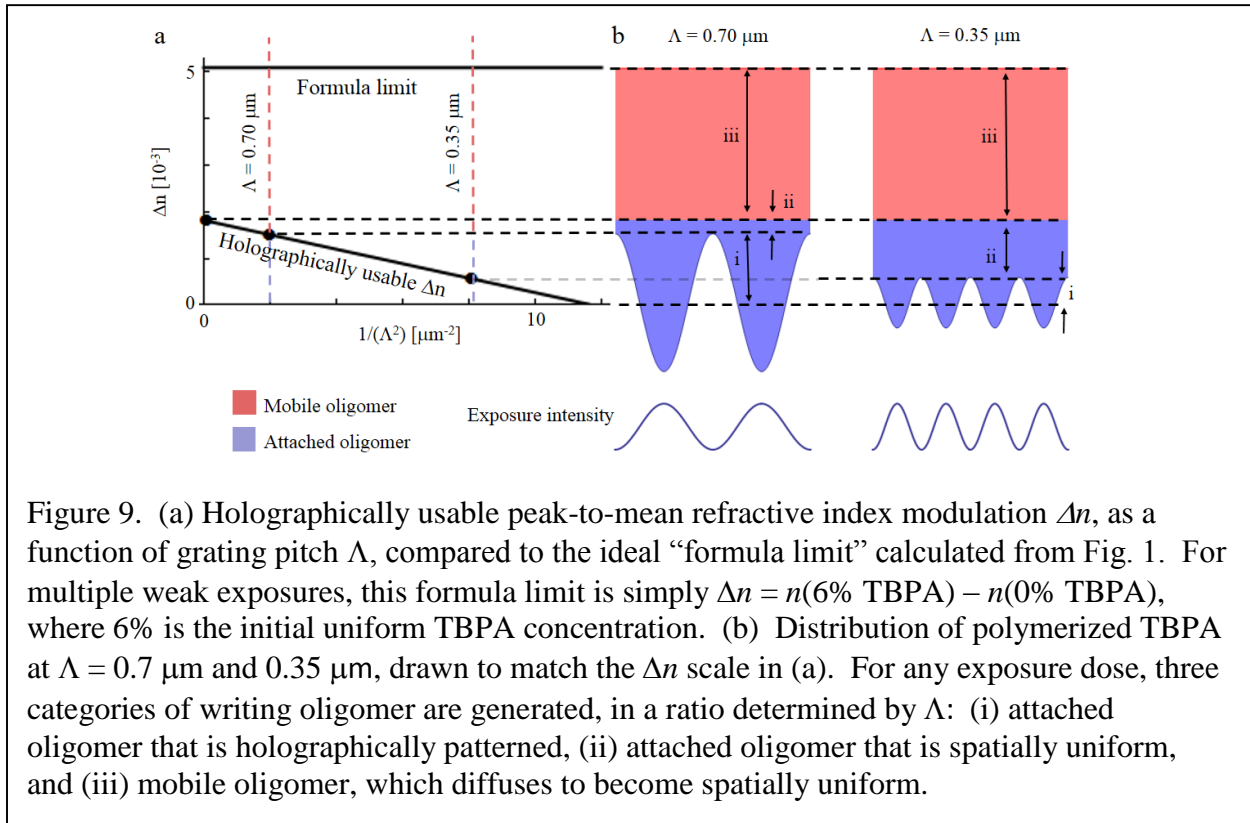 a
b
Λ = 0.70 μm
Λ = 0.35 μm
5
Formula limit
Λ = 0.70 μm
Λ = 0.35 μm
Δn [10⁻³]
Holographically usable Δn
0
0
10
1/(Λ²) [μm⁻²]
iii
ii
i
iii
ii
i
Mobile oligomer
Attached oligomer
Exposure intensity
Figure 9. (a) Holographically usable peak-to-mean refractive index modulation Δn, as a
function of grating pitch Λ, compared to the ideal “formula limit” calculated from Fig. 1. For
multiple weak exposures, this formula limit is simply Δn = n(6% TBPA) – n(0% TBPA),
where 6% is the initial uniform TBPA concentration. (b) Distribution of polymerized TBPA
at Λ = 0.7 μm and 0.35 μm, drawn to match the Δn scale in (a). For any exposure dose, three
categories of writing oligomer are generated, in a ratio determined by Λ: (i) attached
oligomer that is holographically patterned, (ii) attached oligomer that is spatially uniform,
and (iii) mobile oligomer, which diffuses to become spatially uniform.